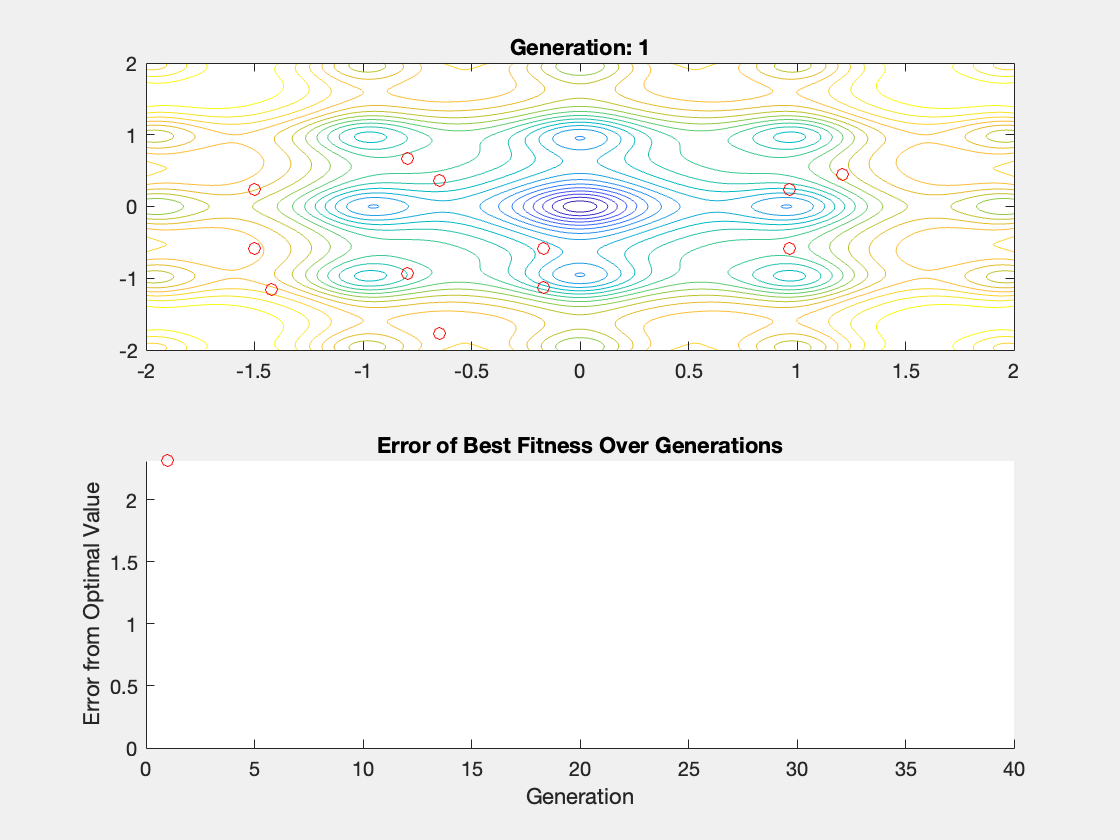 Generation: 1
2
1
0
-1
-2
-2 -1.5 -1 -0.5 0 0.5 1 1.5 2
Error of Best Fitness Over Generations
Error from Optimal Value
2
1.5
1
0.5
0
0 5 10 15 20 25 30 35 40
Generation